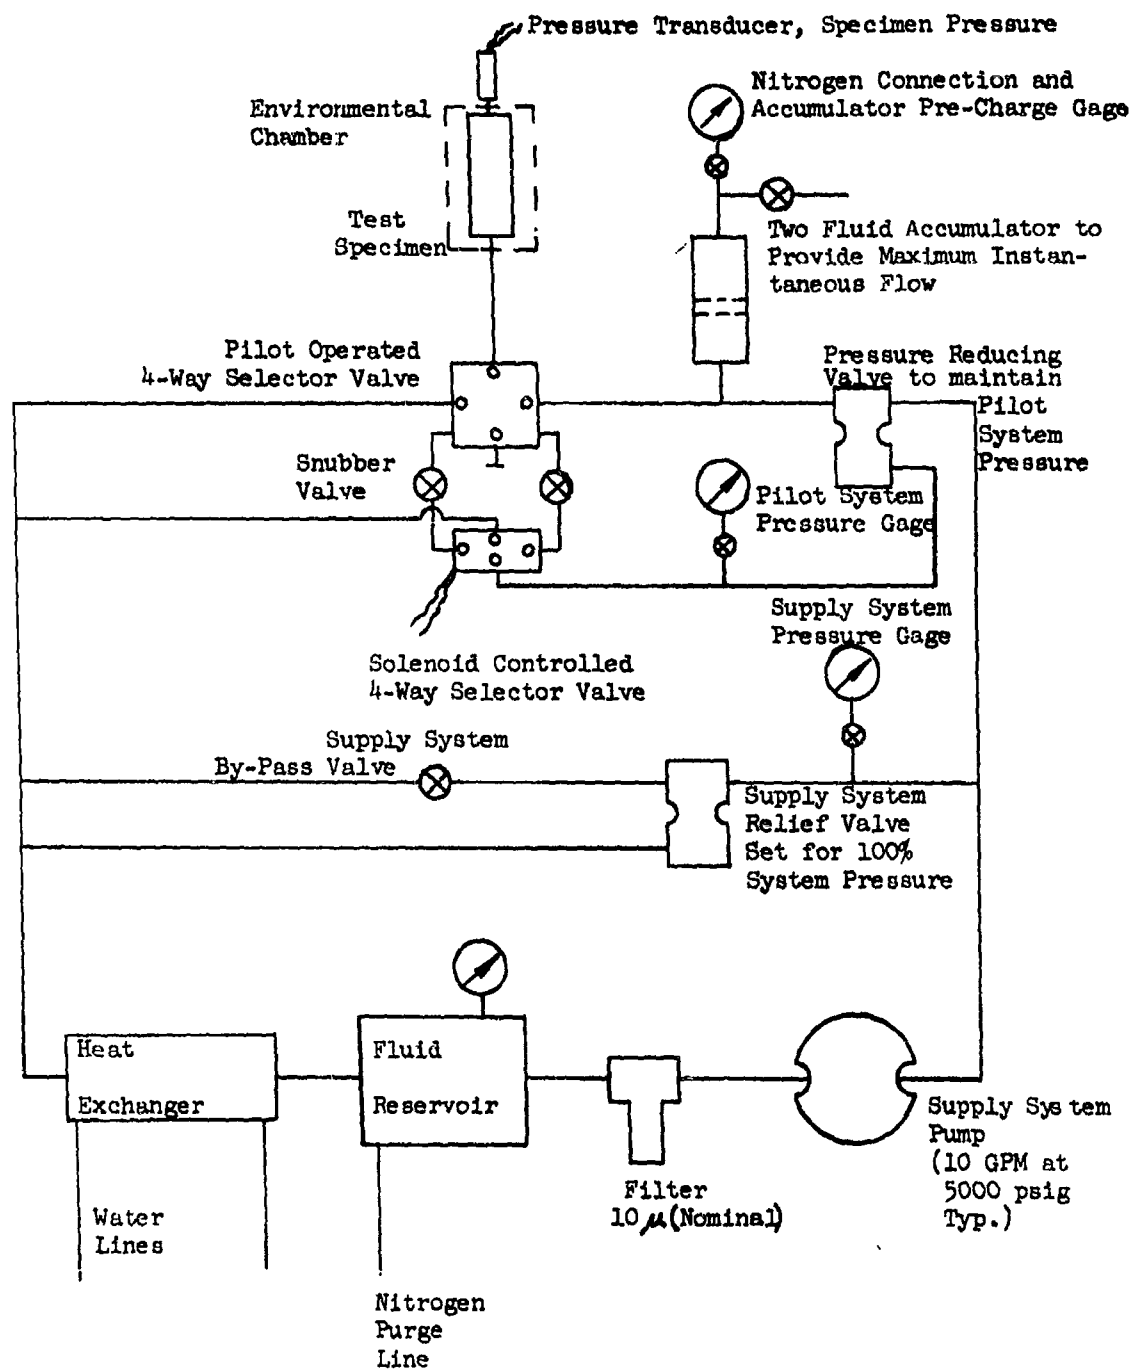 Pressure Transducer, Specimen Pressure
Nitrogen Connection and
Accumulator Pre-Charge Gage
Environmental
Chamber
Test
Specimen
Two Fluid Accumulator to
Provide Maximum Instan-
taneous Flow
Pilot Operated
4-Way Selector Valve
Pressure Reducing
Valve to maintain
Pilot
System
Pressure
Snubber
Valve
Pilot System
Pressure Gage
Supply System
Pressure Gage
Solenoid Controlled
4-Way Selector Valve
Supply System
By-Pass Valve
Supply System
Relief Valve
Set for 100%
System Pressure
Heat
Exchanger
Fluid
Reservoir
Supply System
Pump
(10 GPM at
5000 psig
Typ.)
Filter
10 μ (Nominal)
Water
Lines
Nitrogen
Purge
Line